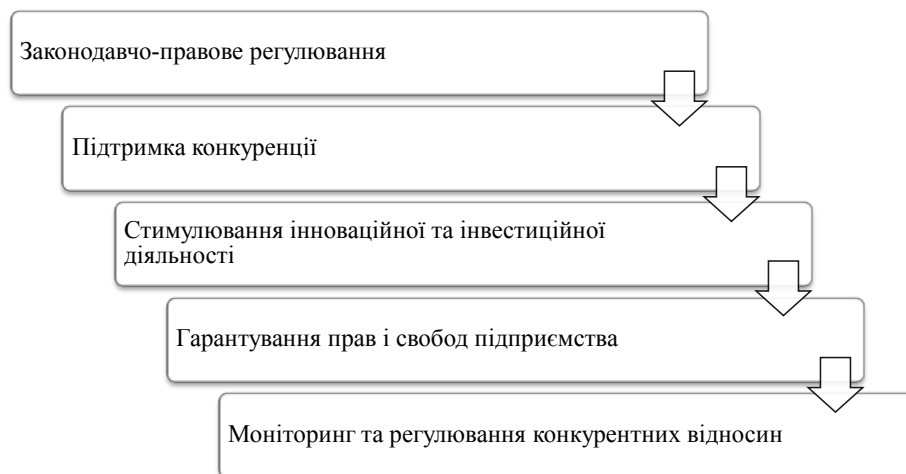 Законодавчо-правове регулювання
Підтримка конкуренції
Стимулювання інноваційної та інвестиційної
діяльності
Гарантування прав і свобод підприємства
Моніторинг та регулювання конкурентних відносин